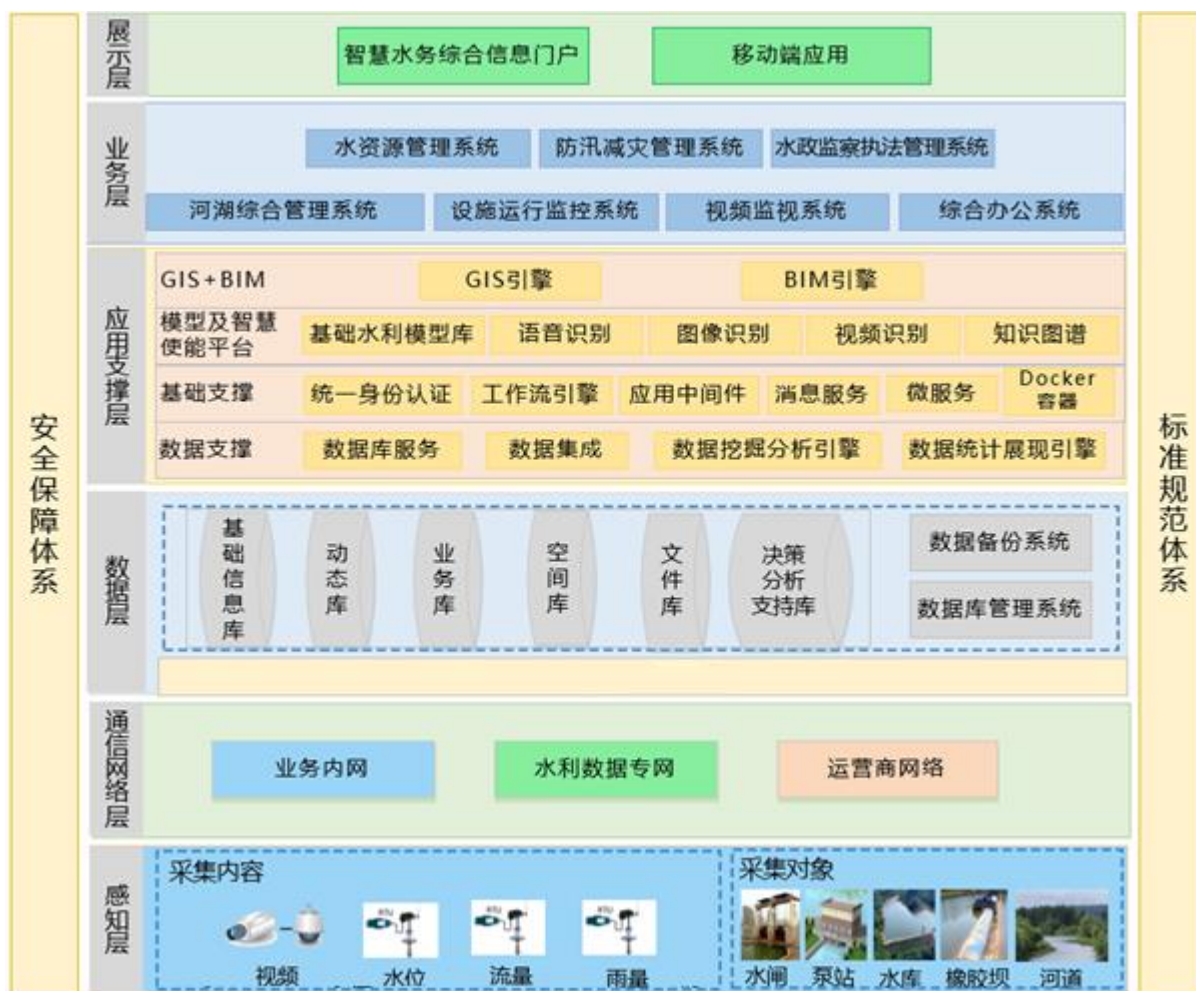 安全保障体系
展示层
智慧水务综合信息门户
移动端应用
业务层
水资源管理系统
防汛减灾管理系统
水政监察执法管理系统
河湖综合管理系统
设施运行监控系统
视频监视系统
综合办公系统
应用支撑层
GIS+BIM
GIS引擎
BIM引擎
模型及智慧
使能平台
基础水利模型库
语音识别
图像识别
视频识别
知识图谱
基础支撑
统一身份认证
工作流引擎
应用中间件
消息服务
微服务
Docker
容器
数据支撑
数据库服务
数据集成
数据挖掘分析引擎
数据统计展现引擎
数据层
基础信息库
动态库
业务库
空间库
文件库
决策
分析
支持库
数据备份系统
数据库管理系统
通信网络层
业务内网
水利数据专网
运营商网络
感知层
采集内容
视频
水位
流量
雨量
采集对象
水闸
泵站
水库
橡胶坝
河道
标准规范体系